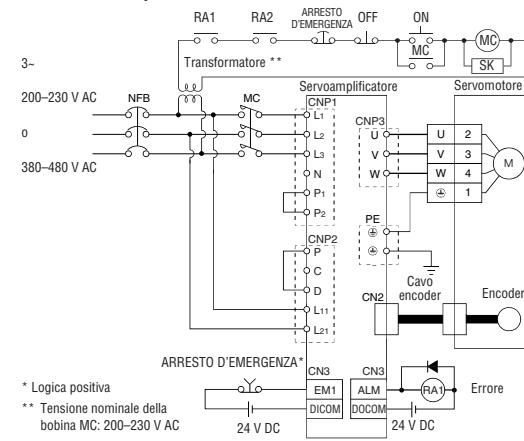 RA1 RA2 ARRESTO D'EMERGENZA OFF ON
MC
MC
SK
3~
Transformatore **
200–230 V AC
o
380–480 V AC
NFB
MC
Servoamplificatore
Servomotore
CNP1
L1
L2
L3
N
P1
P2
CNP3
U
V
W
U 2
V 3
W 4
1
M
PE
CNP2
P
C
D
L11
L21
CN2
Cavo
encoder
Encoder
ARRESTO D'EMERGENZA*
CN3
EM1
DICOM
24 V DC
CN3
ALM
DOCOM
RA1
Errore
24 V DC
* Logica positiva
** Tensione nominale della
bobina MC: 200–230 V AC